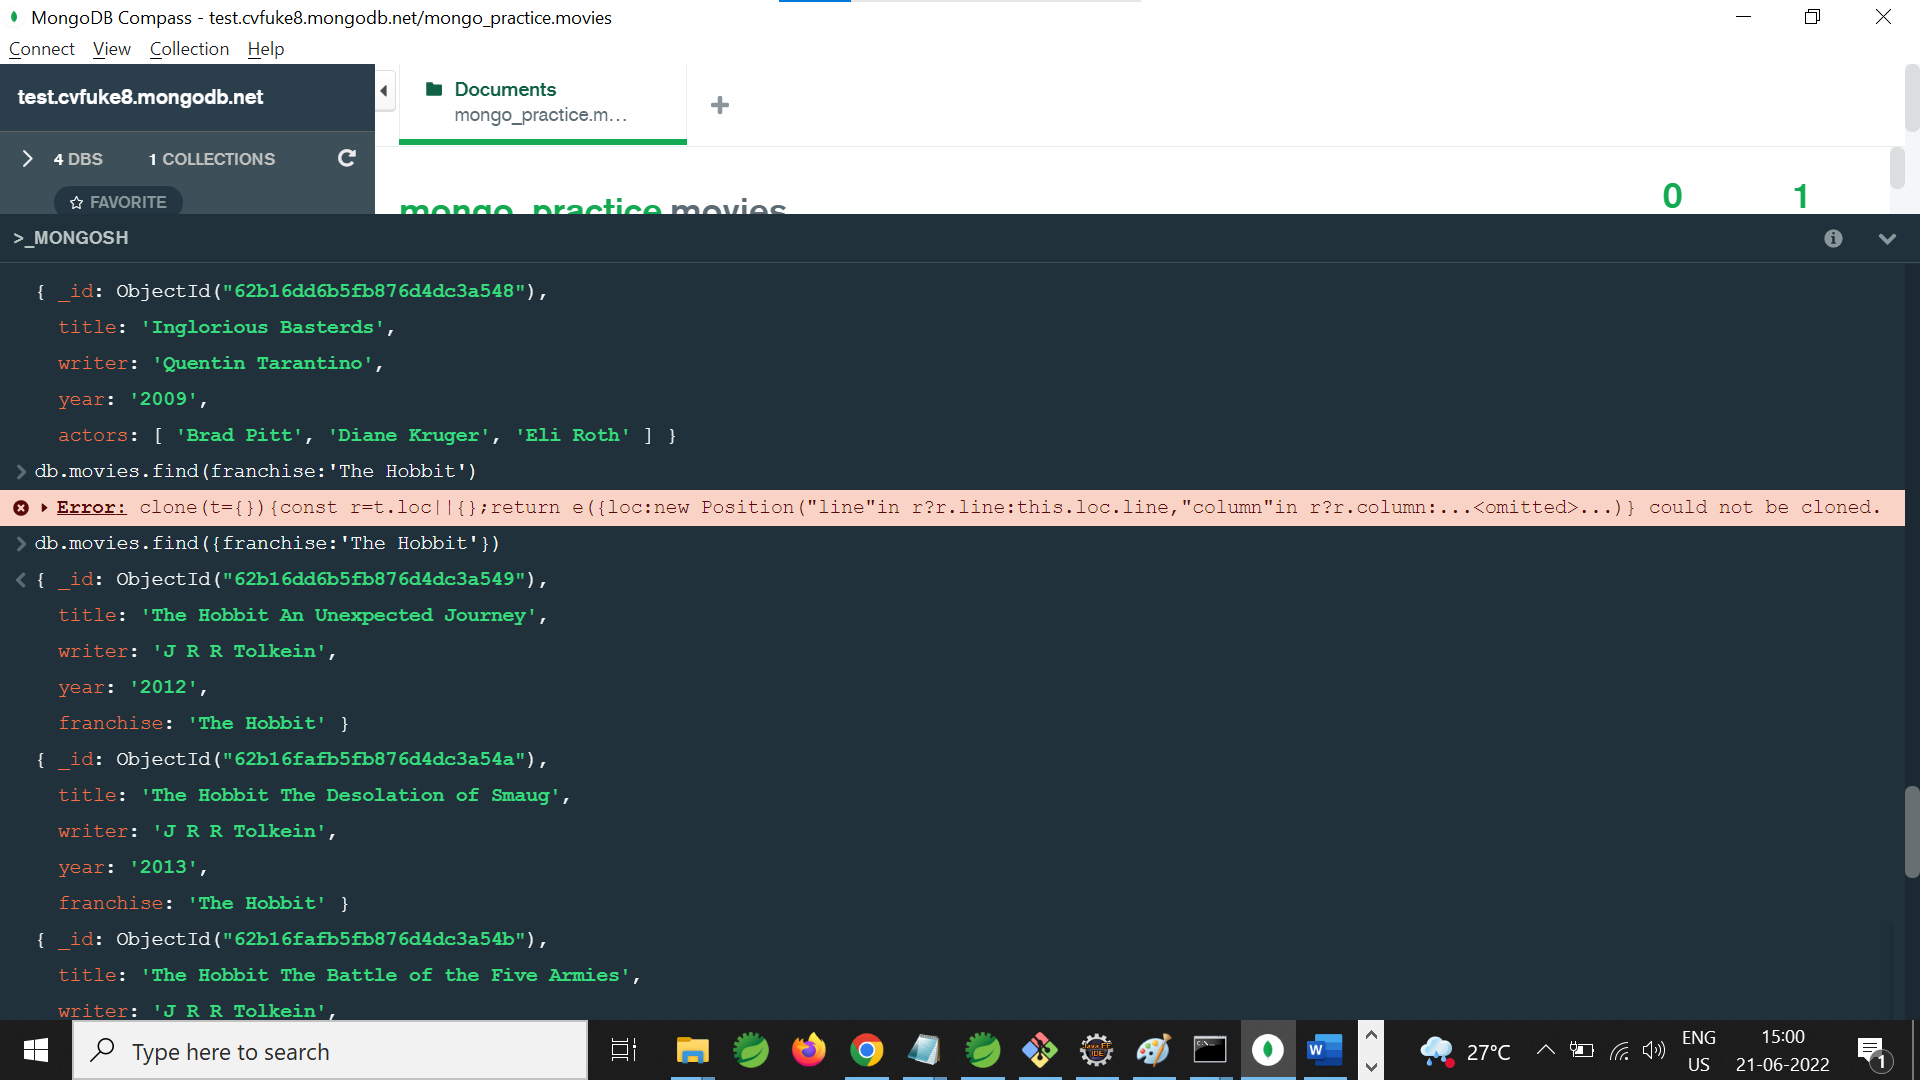 MongoDB Compass - test.cvfuke8.mongodb.net/mongo_practice.movies
Connect View Collection Help
test.cvfuke8.mongodb.net
Documents
mongo_practice.m...
4 DBS 1 COLLECTIONS
FAVORITE
mongo_practice.movies
0 1
>_MONGOSH
{ _id: ObjectId("62b16dd6b5fb876d4dc3a548"),
title: 'Inglorious Basterds',
writer: 'Quentin Tarantino',
year: '2009',
actors: [ 'Brad Pitt', 'Diane Kruger', 'Eli Roth' ] }
db.movies.find(franchise:'The Hobbit')
Error: clone(t={}){const r=t.loc||{};return e({loc:new Position("line"in r?r.line:this.loc.line,"column"in r?r.column:...<omitted>...)} could not be cloned.
db.movies.find({franchise:'The Hobbit'})
{ _id: ObjectId("62b16dd6b5fb876d4dc3a549"),
title: 'The Hobbit An Unexpected Journey',
writer: 'J R R Tolkein',
year: '2012',
franchise: 'The Hobbit' }
{ _id: ObjectId("62b16fafb5fb876d4dc3a54a"),
title: 'The Hobbit The Desolation of Smaug',
writer: 'J R R Tolkein',
year: '2013',
franchise: 'The Hobbit' }
{ _id: ObjectId("62b16fafb5fb876d4dc3a54b"),
title: 'The Hobbit The Battle of the Five Armies',
writer: 'J R R Tolkein',
Type here to search
27°C
ENG
US
15:00
21-06-2022
1